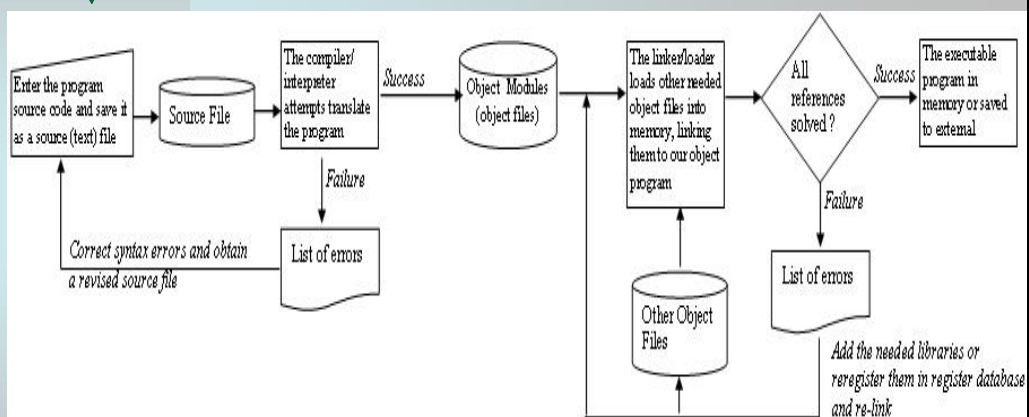 Enter the program
source code and save it
as a source (text) file
Source File
The compiler/
interpreter
attempts translate
the program
Success
Failure
List of errors
Correct syntax errors and obtain
a revised source file
Object Modules
(object files)
The linker/loader
loads other needed
object files into
memory, linking
them to our object
program
Other Object
Files
All
references
solved?
Success
The executable
program in
memory or saved
to external
Failure
List of errors
Add the needed libraries or
reregister them in register database
and re-link